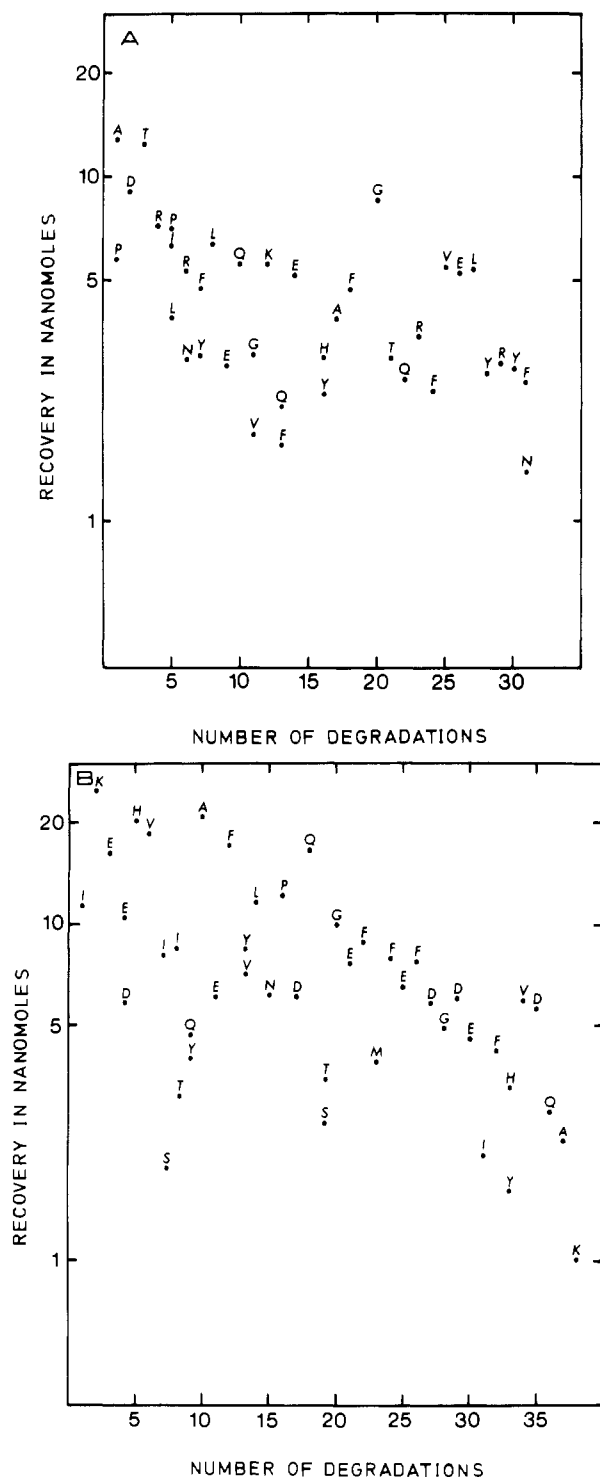 A
RECOVERY IN NANOMOLES
20
A T
D G
10
R P
I L
P Q K V E L
R F E F
5
L A R
N Y G H T
E Q Y R Y
Y Q F F
V F
N
1
5 10 15 20 25 30
NUMBER OF DEGRADATIONS
B K
RECOVERY IN NANOMOLES
20
H V A
F Q
E
I L P
E G
10
I I Y F
V E F F
D E N D E D D V D
5
Q G E
Y M F
T T H
S Q
A
S I
Y
1 K
5 10 15 20 25 30 35
NUMBER OF DEGRADATIONS